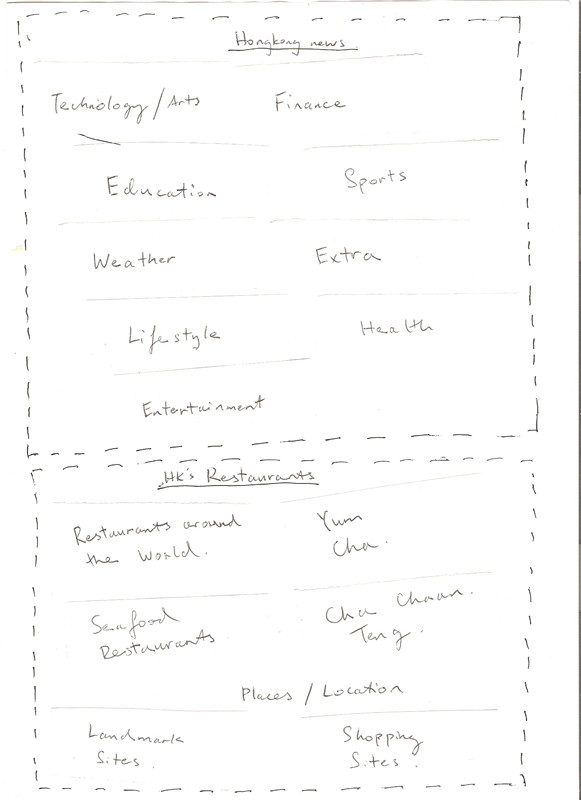 Hongkong news
Technology / Arts Finance
Education Sports
Weather Extra
Lifestyle Health
Entertainment
HK's Restaurants
Restaurants around
the World.
Yum
Cha.
Seafood
Restaurants
Cha Chaan
Teng.
Places / Location
Landmark
Sites.
Shopping
Sites.